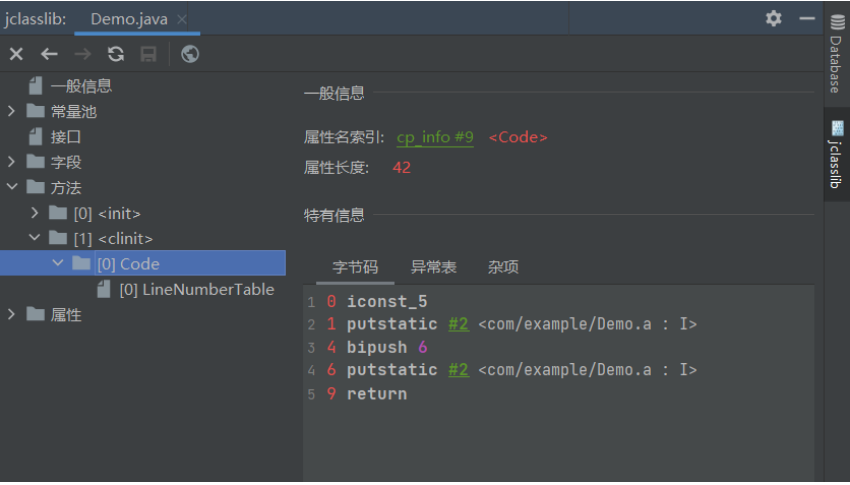 jclasslib: Demo.java
一般信息
常量池
接口
字段
方法
[0] <init>
[1] <clinit>
[0] Code
[0] LineNumberTable
属性
一般信息
属性名索引: cp_info #9 <Code>
属性长度: 42
特有信息
字节码 异常表 杂项
1 0 iconst_5
2 1 putstatic #2 <com/example/Demo.a : I>
3 4 bipush 6
4 6 putstatic #2 <com/example/Demo.a : I>
5 9 return
Database
jclasslib